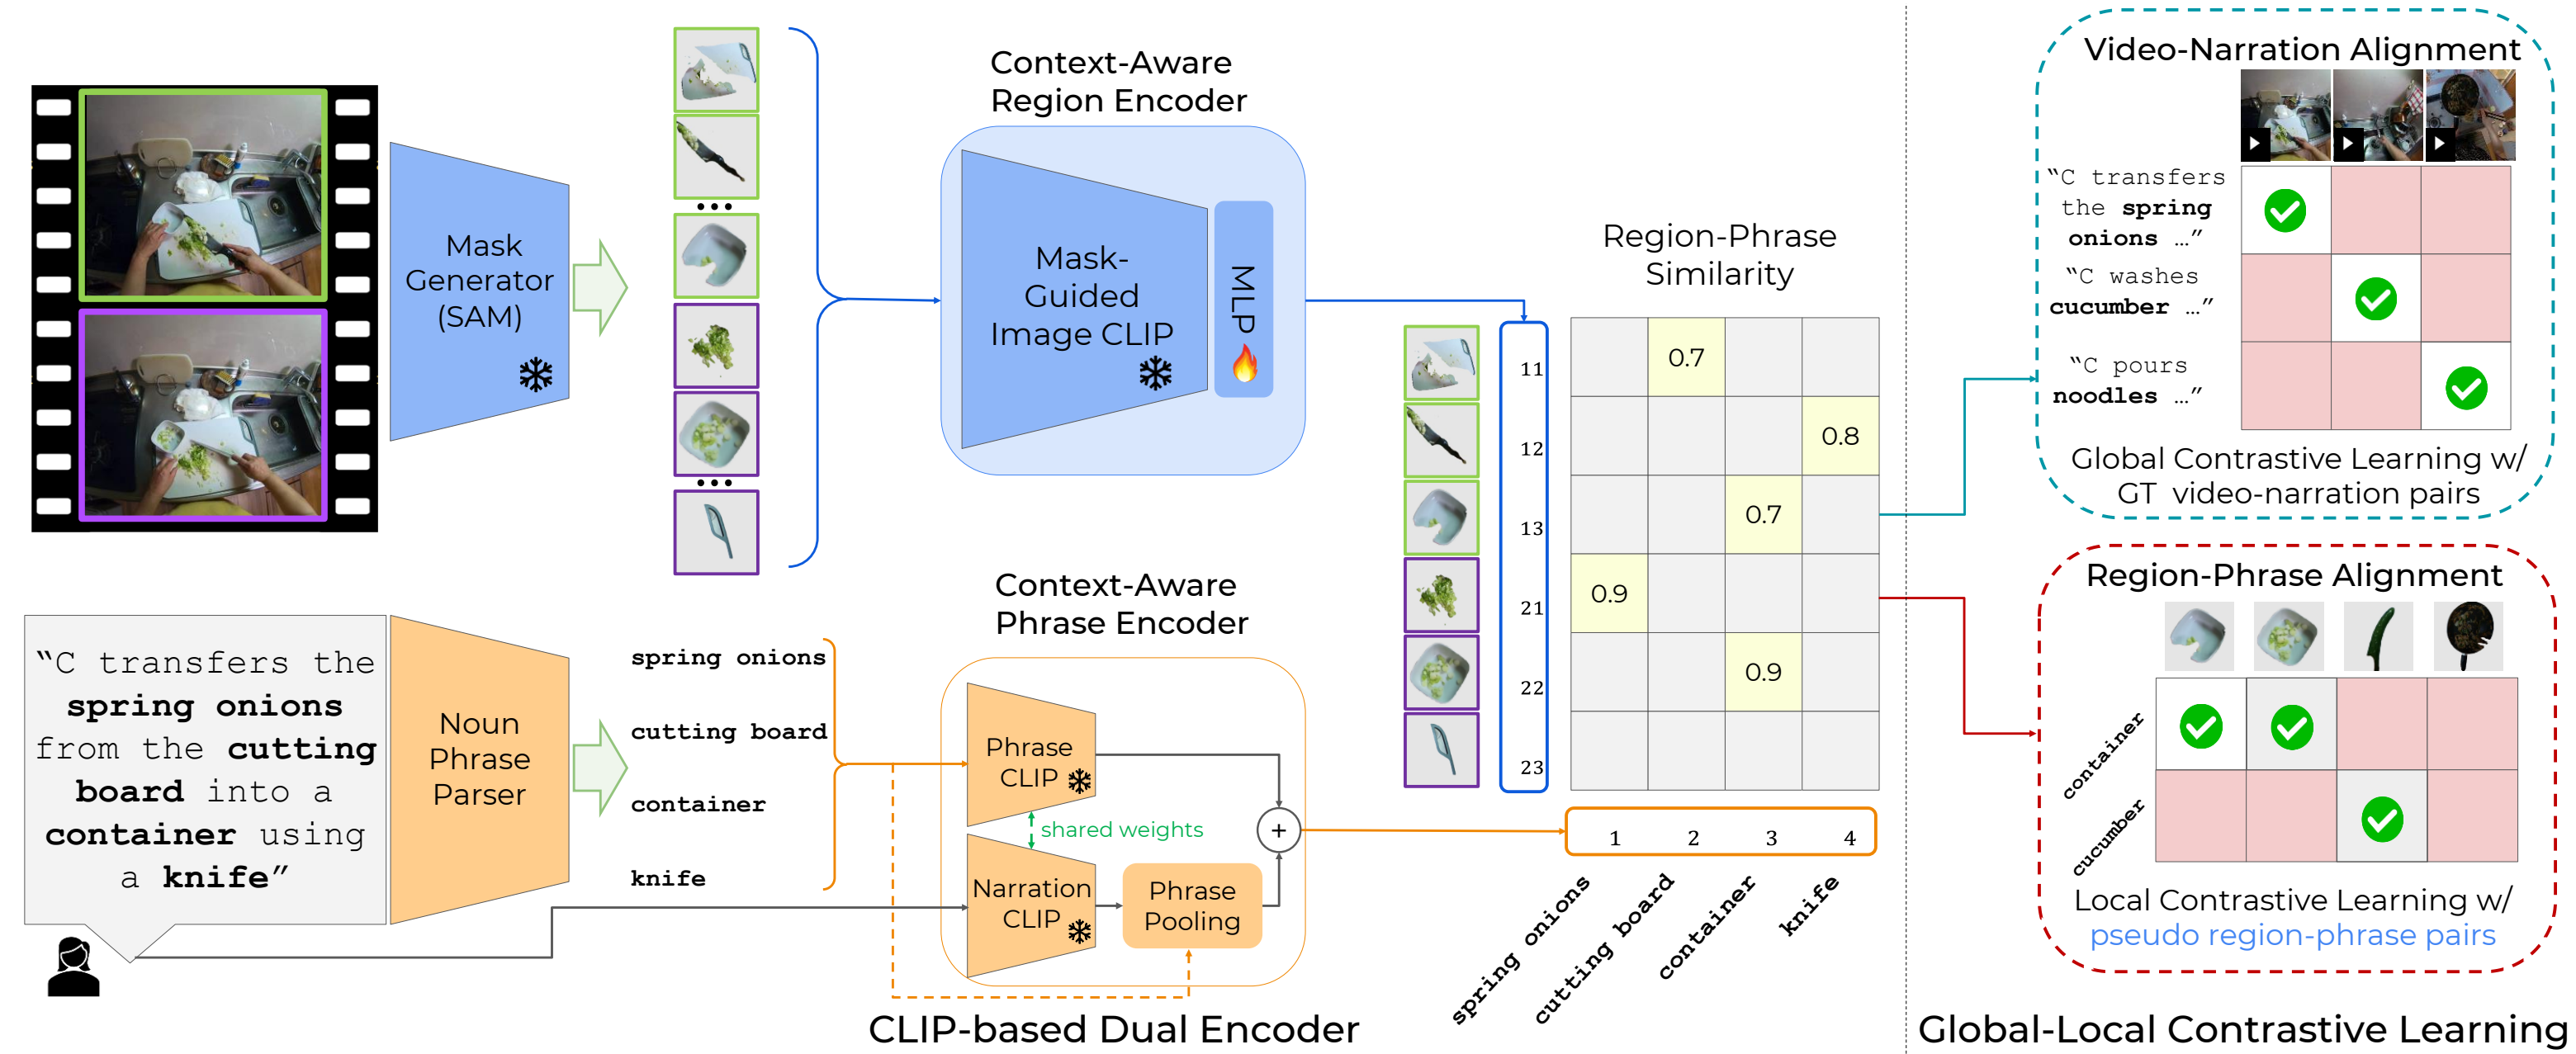 Mask
Generator
(SAM)
Context-Aware
Region Encoder
Mask-
Guided
Image CLIP
MLP
Region-Phrase
Similarity
11
12
13
21
22
23
0.7
0.8
0.7
0.9
0.9
“C transfers the
spring onions
from the cutting
board into a
container using
a knife”
Noun
Phrase
Parser
spring onions
cutting board
container
knife
Context-Aware
Phrase Encoder
Phrase
CLIP
shared weights
Narration
CLIP
Phrase
Pooling
+
1 2 3 4
spring onions
cutting board
container
knife
CLIP-based Dual Encoder
Video-Narration Alignment
“C transfers
the spring
onions …”
“C washes
cucumber …”
“C pours
noodles …”
Global Contrastive Learning w/
GT video-narration pairs
Region-Phrase Alignment
container
cucumber
Local Contrastive Learning w/
pseudo region-phrase pairs
Global-Local Contrastive Learning